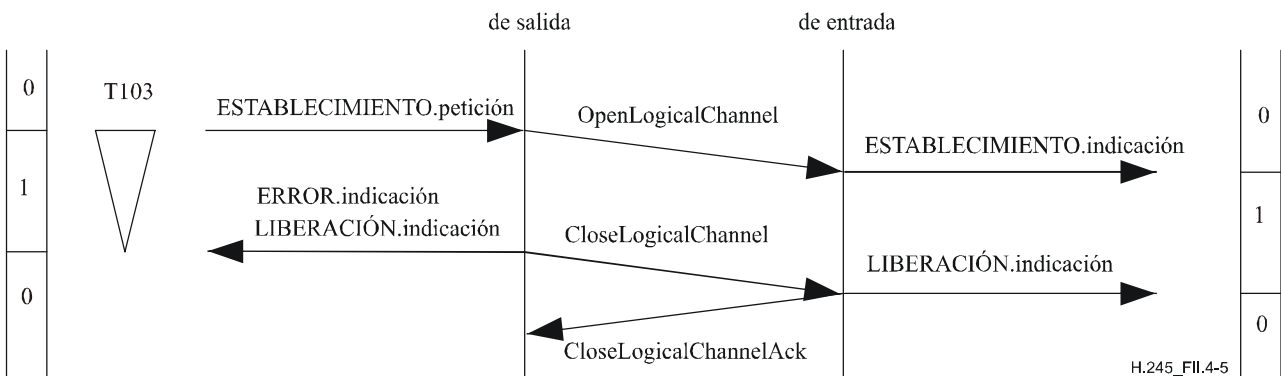 de salida
de entrada
0
T103
ESTABLECIMIENTO.petición
OpenLogicalChannel
0
ESTABLECIMIENTO.indicación
1
ERROR.indicación
LIBERACIÓN.indicación
CloseLogicalChannel
1
LIBERACIÓN.indicación
0
0
CloseLogicalChannelAck
H.245_FII.4-5